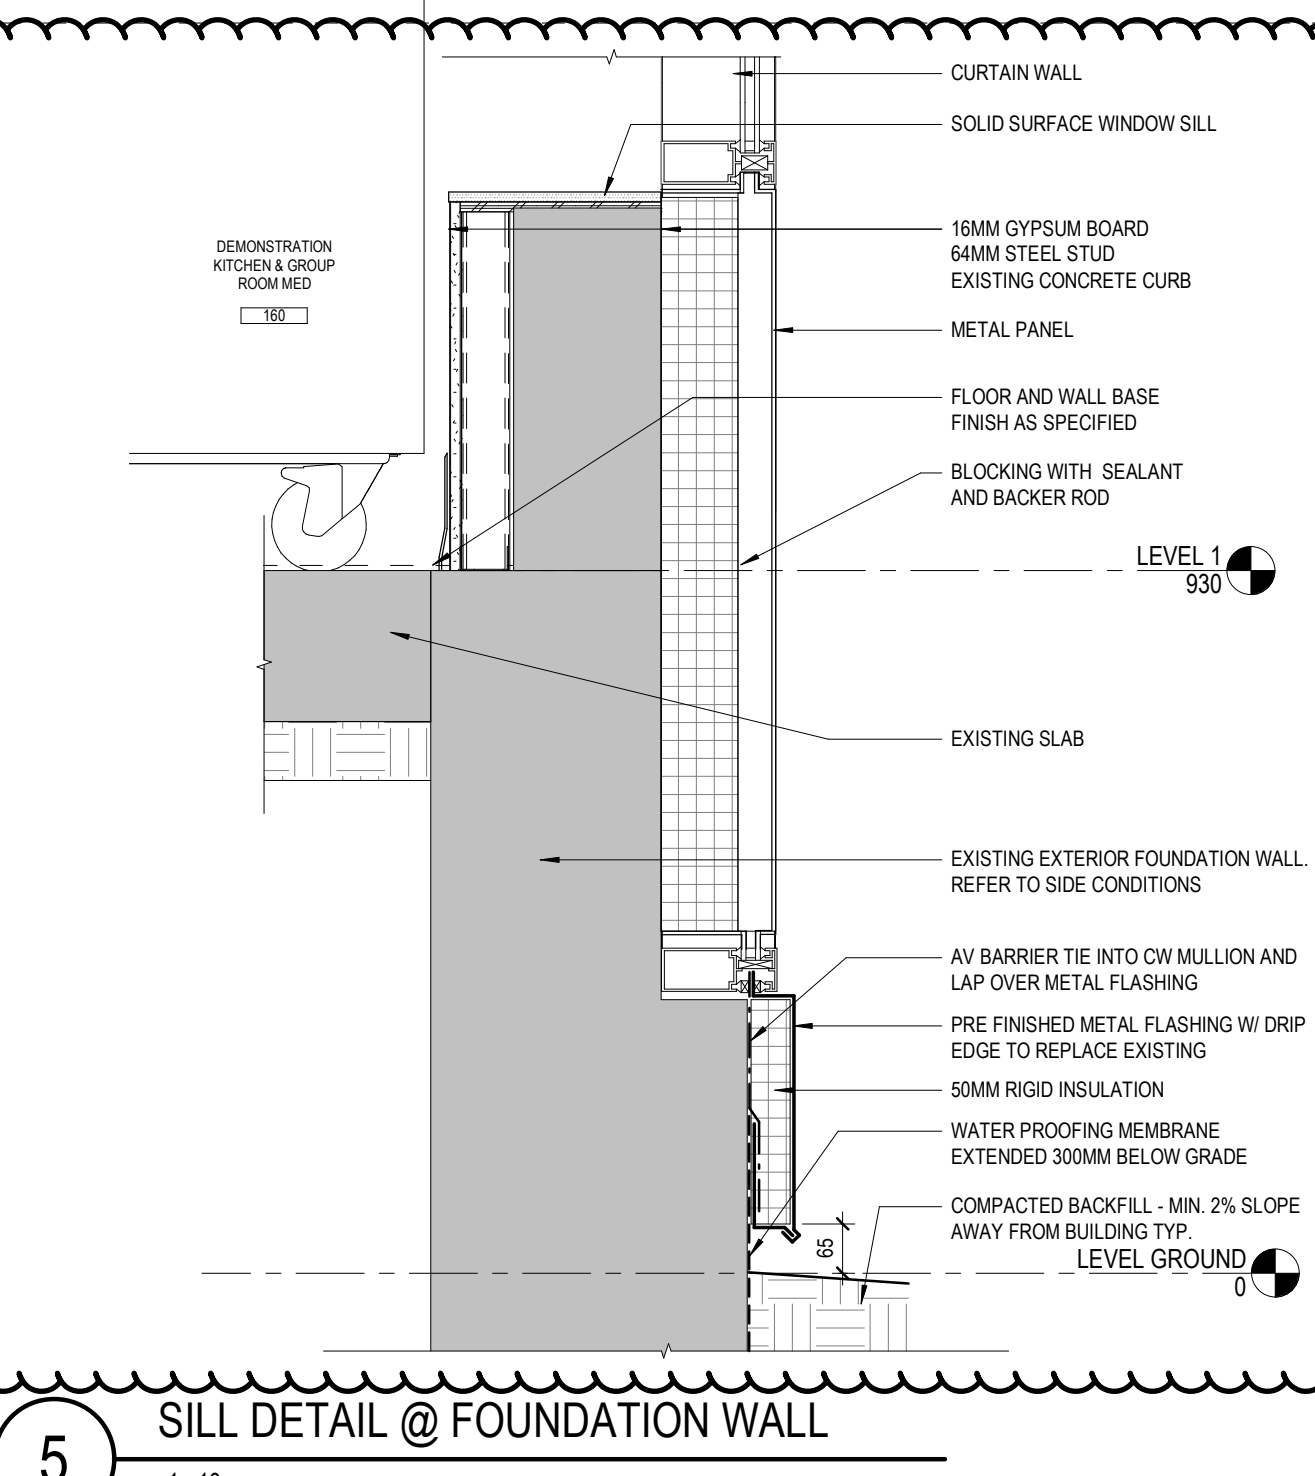 CURTAIN WALL
SOLID SURFACE WINDOW SILL
16MM GYPSUM BOARD
64MM STEEL STUD
EXISTING CONCRETE CURB
DEMONSTRATION
KITCHEN & GROUP
ROOM MED
160
METAL PANEL
FLOOR AND WALL BASE
FINISH AS SPECIFIED
BLOCKING WITH SEALANT
AND BACKER ROD
LEVEL 1
930
EXISTING SLAB
EXISTING EXTERIOR FOUNDATION WALL.
REFER TO SIDE CONDITIONS
AV BARRIER TIE INTO CW MULLION AND
LAP OVER METAL FLASHING
PRE FINISHED METAL FLASHING W/ DRIP
EDGE TO REPLACE EXISTING
50MM RIGID INSULATION
WATER PROOFING MEMBRANE
EXTENDED 300MM BELOW GRADE
COMPACTED BACKFILL - MIN. 2% SLOPE
AWAY FROM BUILDING TYP.
65
LEVEL GROUND
0
SILL DETAIL @ FOUNDATION WALL
5